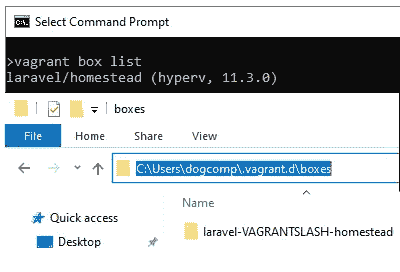 Select Command Prompt
>vagrant box list
laravel/homestead (hyperv, 11.3.0)
boxes
File Home Share View
C:\Users\dogcomp\.vagrant.d\boxes
Name
Quick access
laravel-VAGRANTSLASH-homestead
Desktop